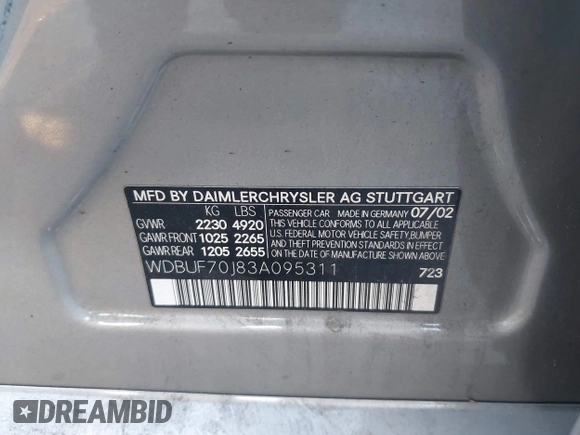 MFD BY DAIMLERCHRYSLER AG STUTTGART
KG LBS PASSENGER CAR MADE IN GERMANY 07/02
GVWR 2230 4920 THIS VEHICLE CONFORMS TO ALL APPLICABLE
GAWR FRONT 1025 2265 U.S. FEDERAL MOTOR VEHICLE SAFETY, BUMPER
GAWR REAR 1205 2655 AND THEFT PREVENTION STANDARDS IN EFFECT
ON THE DATE OF MANUFACTURE SHOWN ABOVE.
WDBUF70J83A095311
723
DREAMBID